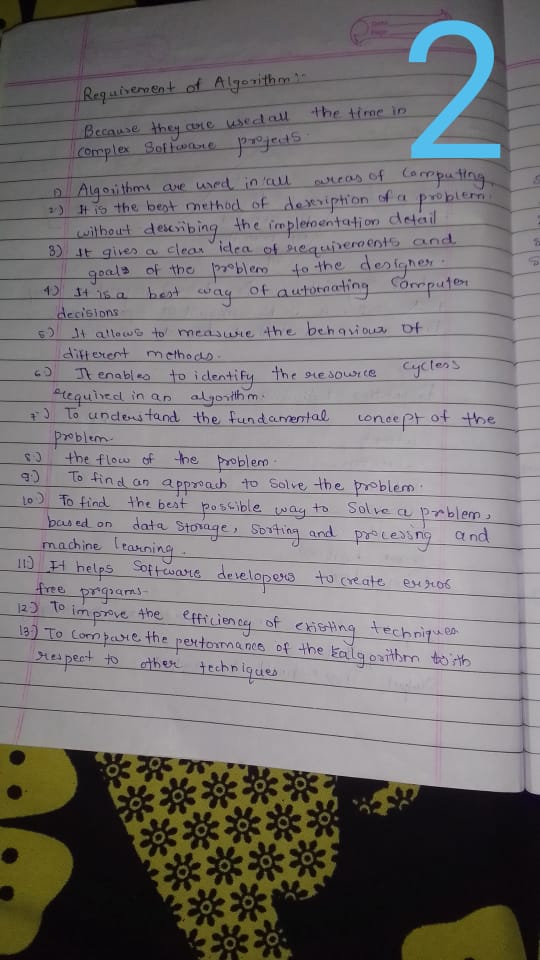 2
Requirement of Algorithm:-
Because they are used all the time in
complex Software projects.
1) Algorithms are used in all areas of Computing.
2) It is the best method of description of a problem
without describing the implementation detail
3) It gives a clear idea of requirements and
goals of the problem to the designer.
4) It is a best way of automating Computer
decisions
5) It allows to measure the behaviour of
different methods.
6) It enables to identify the resource cycless
required in an algorithm.
7) To understand the fundamental concept of the
problem
8.) the flow of the problem.
9.) To find an approach to solve the problem.
10.) To find the best possible way to Solve a problem,
based on data storage, sorting and processing and
machine learning.
11) It helps Software developers to create error
free programs-
12) To improve the efficiency of existing techniques
13) To Compare the performance of the algorithm with
respect to other techniques.